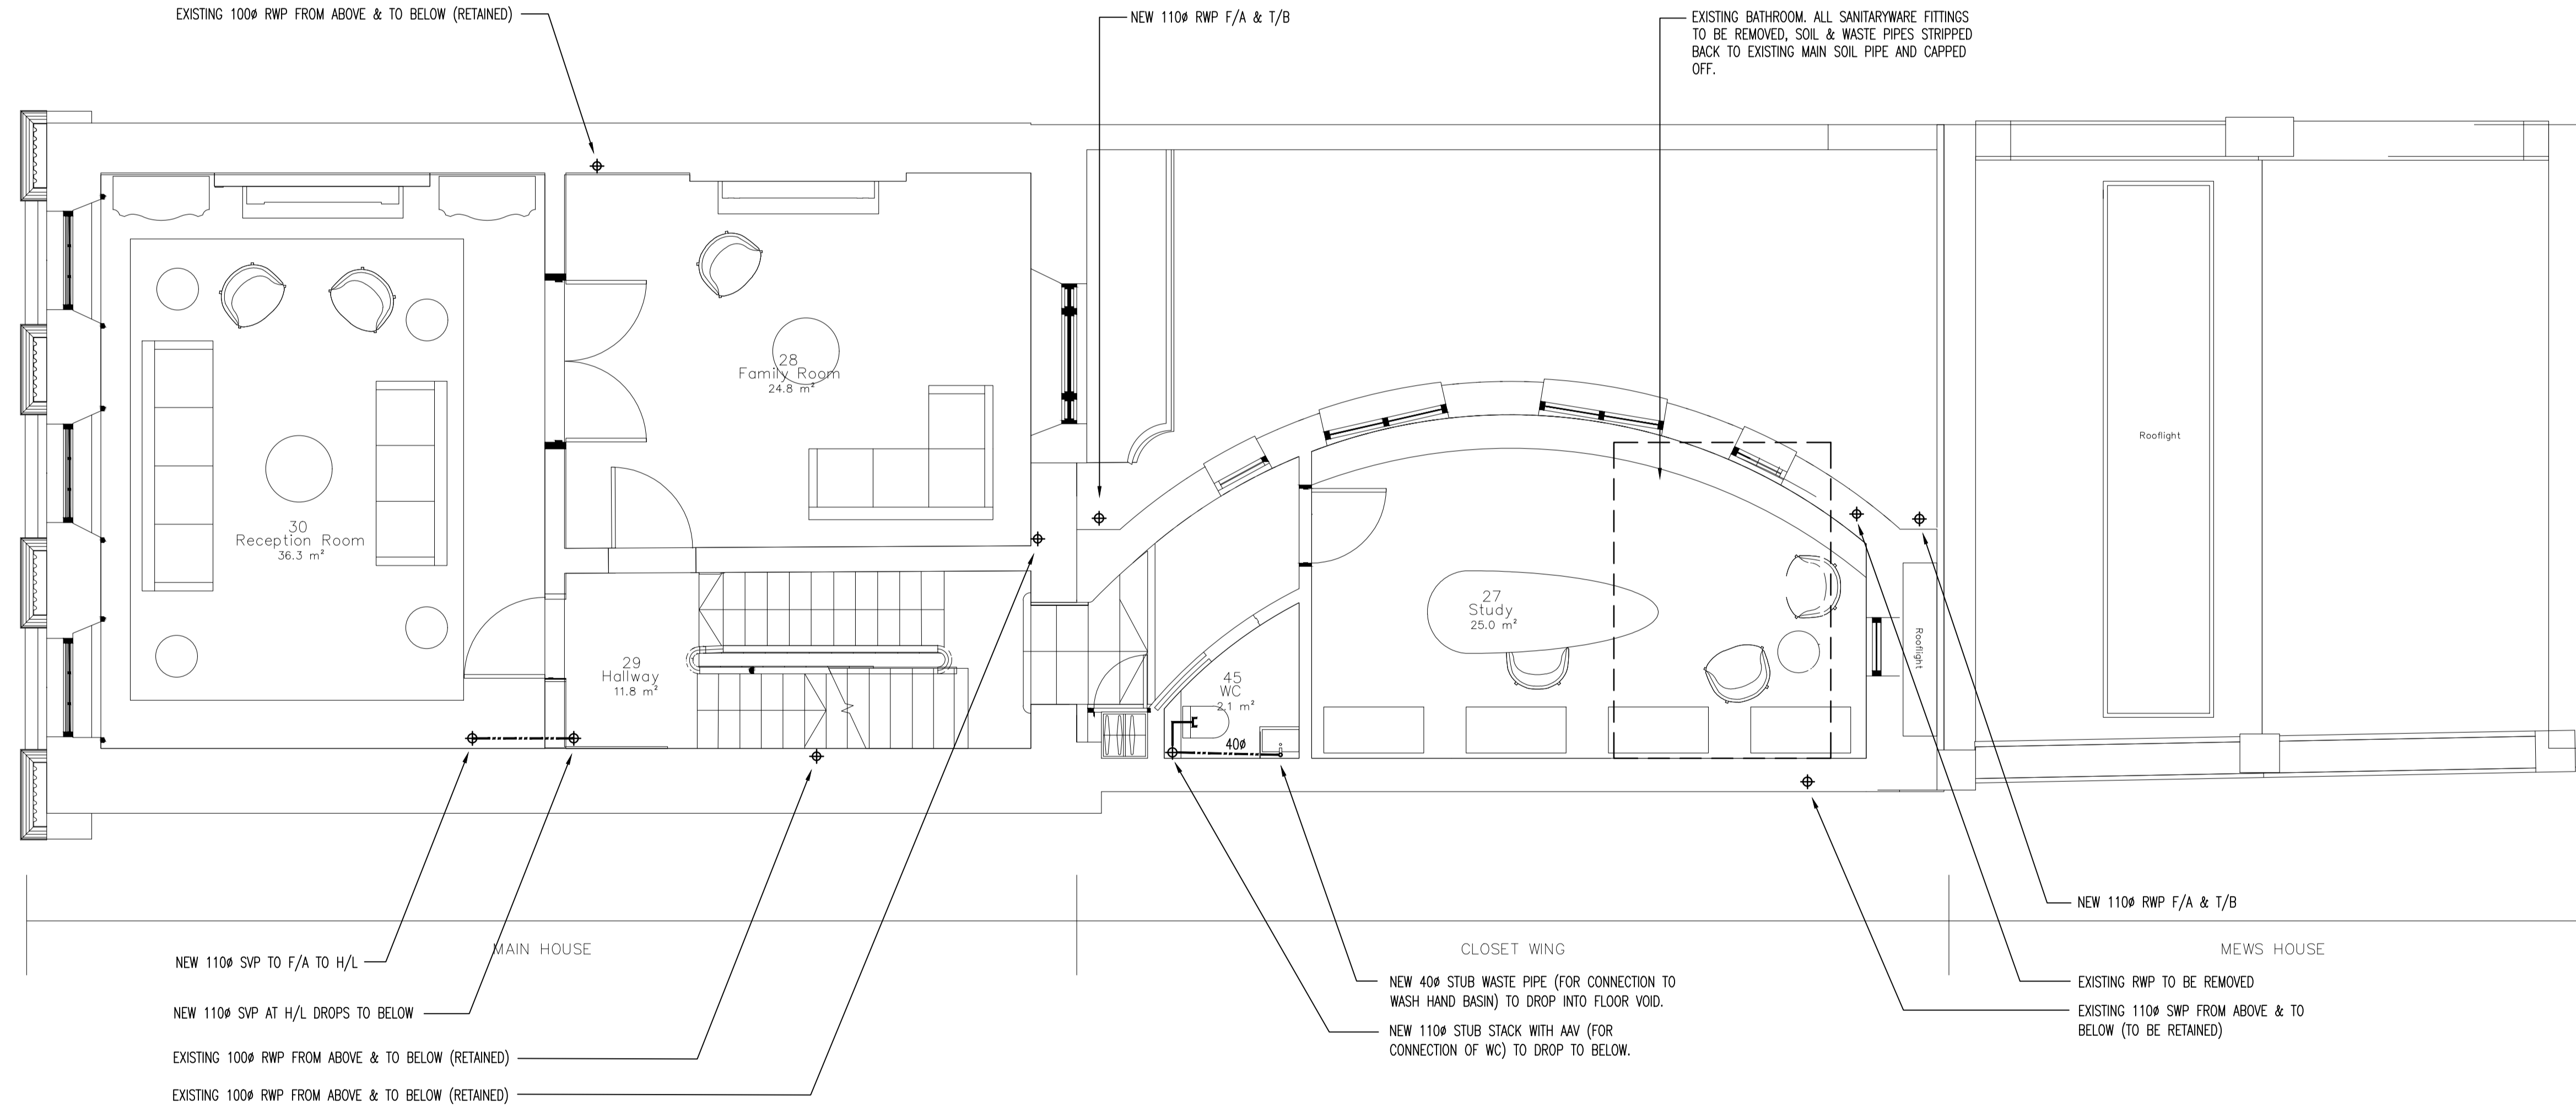 EXISTING 100ø RWP FROM ABOVE & TO BELOW (RETAINED)
NEW 110ø RWP F/A & T/B
EXISTING BATHROOM. ALL SANITARYWARE FITTINGS
TO BE REMOVED, SOIL & WASTE PIPES STRIPPED
BACK TO EXISTING MAIN SOIL PIPE AND CAPPED
OFF.
28
Family Room
24.8 m²
30
Reception Room
36.3 m²
29
Hallway
11.8 m²
45
WC
2.1 m²
40ø
27
Study
25.0 m²
Rooflight
Rooflight
MAIN HOUSE
CLOSET WING
MEWS HOUSE
NEW 110ø SVP TO F/A TO H/L
NEW 110ø SVP AT H/L DROPS TO BELOW
EXISTING 100ø RWP FROM ABOVE & TO BELOW (RETAINED)
EXISTING 100ø RWP FROM ABOVE & TO BELOW (RETAINED)
NEW 40ø STUB WASTE PIPE (FOR CONNECTION TO
WASH HAND BASIN) TO DROP INTO FLOOR VOID.
NEW 110ø STUB STACK WITH AAV (FOR
CONNECTION OF WC) TO DROP TO BELOW.
NEW 110ø RWP F/A & T/B
EXISTING RWP TO BE REMOVED
EXISTING 110ø SWP FROM ABOVE & TO
BELOW (TO BE RETAINED)